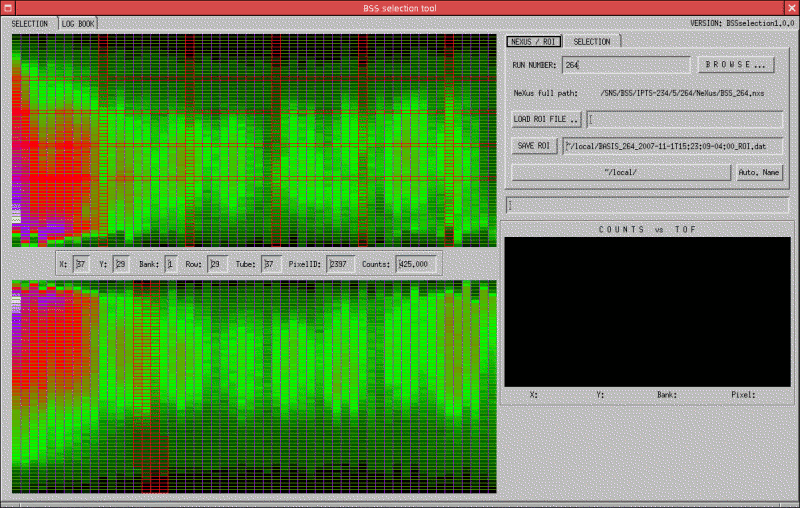 BSS selection tool
SELECTION LOG BOOK VERSION: BSSselection1.0.0
NEXUS / ROI SELECTION
RUN NUMBER: 264
B R O W S E ...
NeXus full path: /SNS/BSS/IPTS-234/5/264/NeXus/BSS_264.nxs
LOAD ROI FILE ..
SAVE ROI ~/local/BASIS_264_2007-11-1T15:23:09-04:00_ROI.dat
~/local/ Auto. Name
C O U N T S vs T O F
X: 37 Y: 29 Bank: 1 Row: 29 Tube: 37 PixelID: 2397 Counts: 425.000
X: Y: Bank: Pixel: